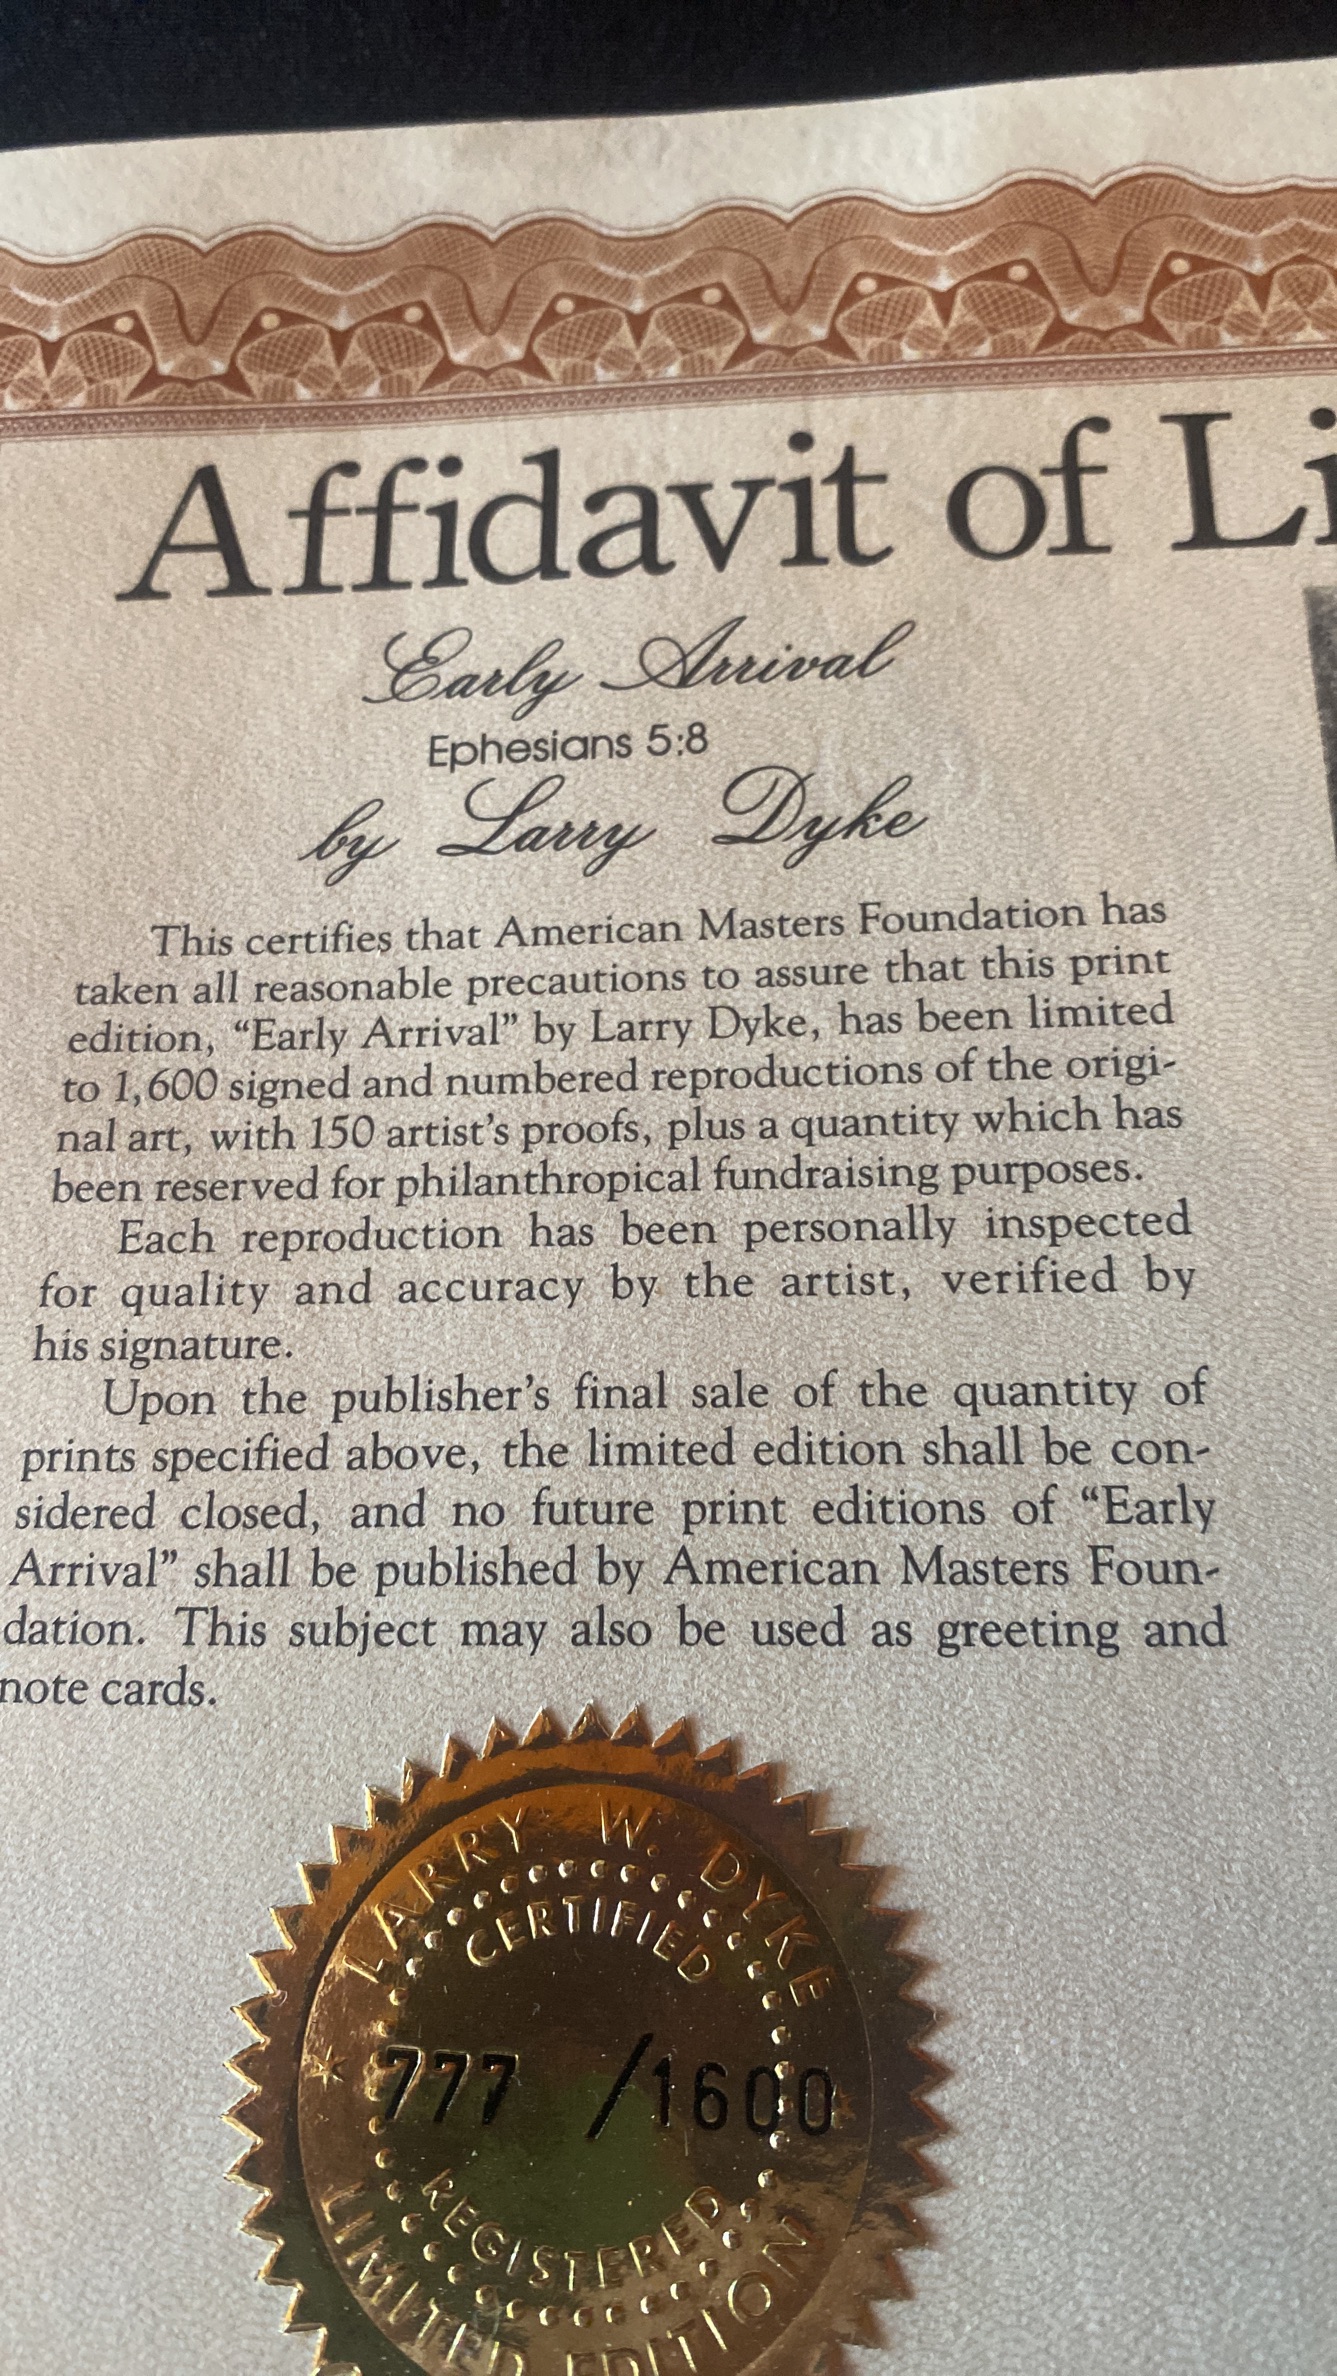 Affidavit of Li
Early Arrival
Ephesians 5:8
by Larry Dyke
This certifies that American Masters Foundation has
taken all reasonable precautions to assure that this print
edition, “Early Arrival” by Larry Dyke, has been limited
to 1,600 signed and numbered reproductions of the origi-
nal art, with 150 artist’s proofs, plus a quantity which has
been reserved for philanthropical fundraising purposes.
Each reproduction has been personally inspected
for quality and accuracy by the artist, verified by
his signature.
Upon the publisher’s final sale of the quantity of
prints specified above, the limited edition shall be con-
sidered closed, and no future print editions of “Early
Arrival” shall be published by American Masters Foun-
dation. This subject may also be used as greeting and
note cards.
LARRY W. DYKE
CERTIFIED
777 /1600
REGISTERED
LIMITED EDITION